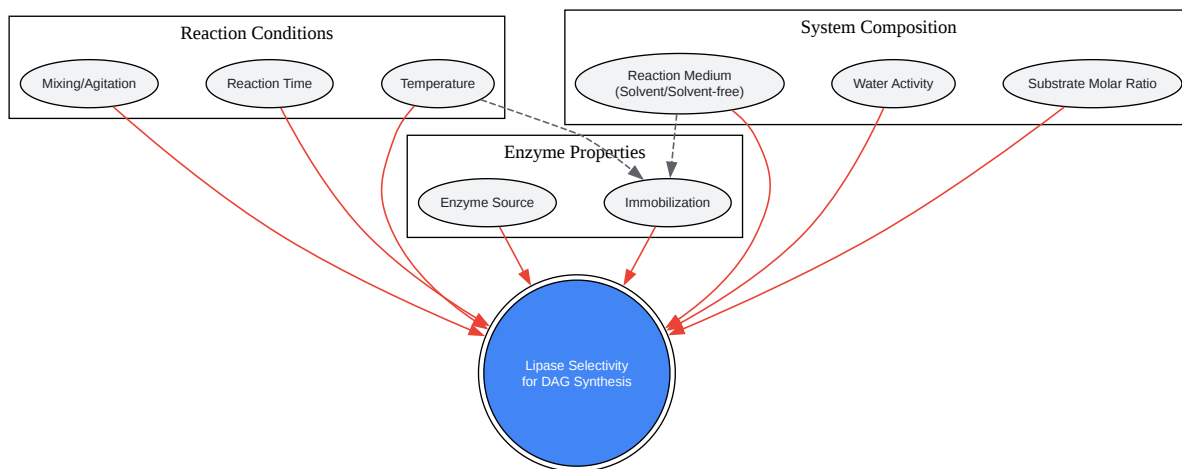 Reaction Conditions
Mixing/Agitation
Reaction Time
Temperature
System Composition
Reaction Medium
(Solvent/Solvent-free)
Water Activity
Substrate Molar Ratio
Enzyme Properties
Enzyme Source
Immobilization
Lipase Selectivity
for DAG Synthesis